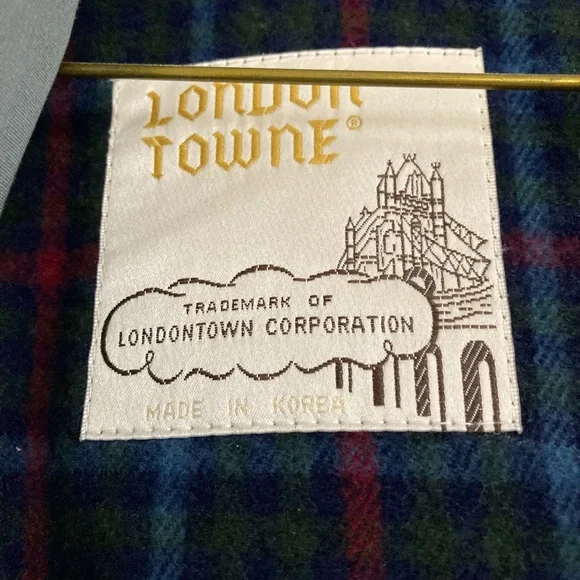 LONDON
TOWNE®
TRADEMARK OF
LONDONTOWN CORPORATION
MADE IN KOREA